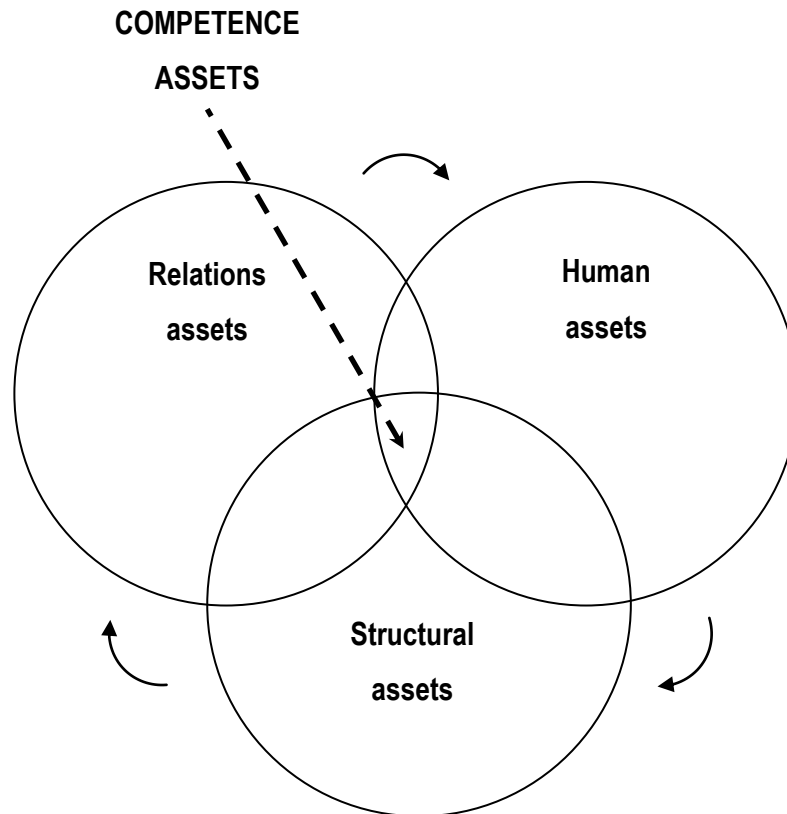 COMPETENCE
ASSETS
Relations
assets
Human
assets
Structural
assets